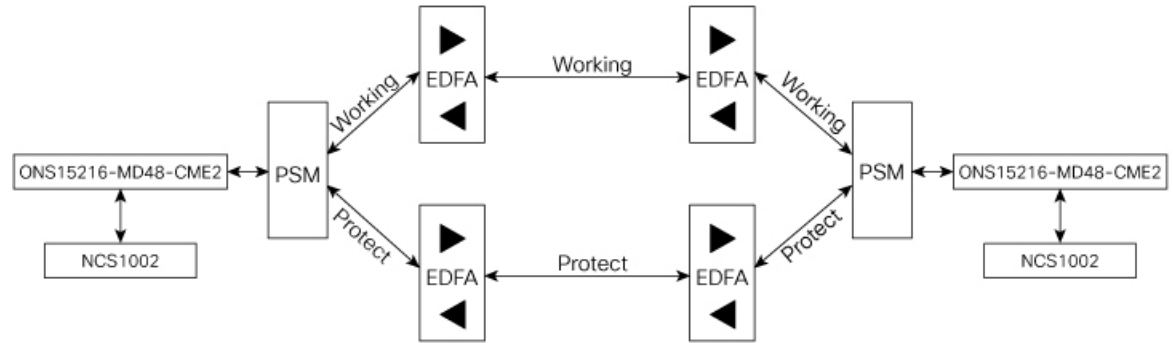 EDFA
Working
EDFA
Working
Working
ONS15216-MD48-CME2
PSM
PSM
ONS15216-MD48-CME2
Protect
Protect
NCS1002
EDFA
Protect
EDFA
NCS1002